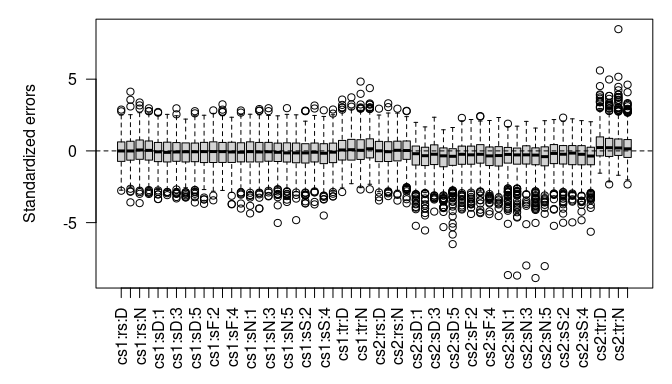 Standardized errors
5
0
-5
cs1:rs:D
cs1:rs:N
cs1:sD:1
cs1:sD:3
cs1:sD:5
cs1:sF:2
cs1:sF:4
cs1:sN:1
cs1:sN:3
cs1:sN:5
cs1:sS:2
cs1:sS:4
cs1:tr:D
cs1:tr:N
cs2:rs:D
cs2:rs:N
cs2:sD:1
cs2:sD:3
cs2:sD:5
cs2:sF:2
cs2:sF:4
cs2:sN:1
cs2:sN:3
cs2:sN:5
cs2:sS:2
cs2:sS:4
cs2:tr:D
cs2:tr:N